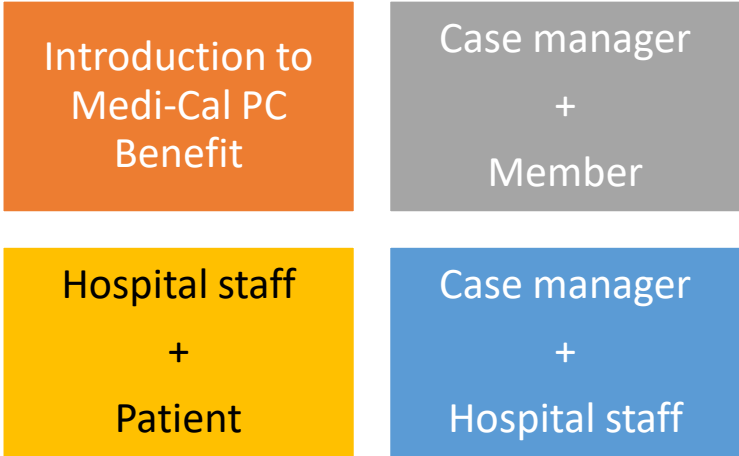 Introduction to
Medi-Cal PC
Benefit
Case manager
+
Member
Hospital staff
+
Patient
Case manager
+
Hospital staff